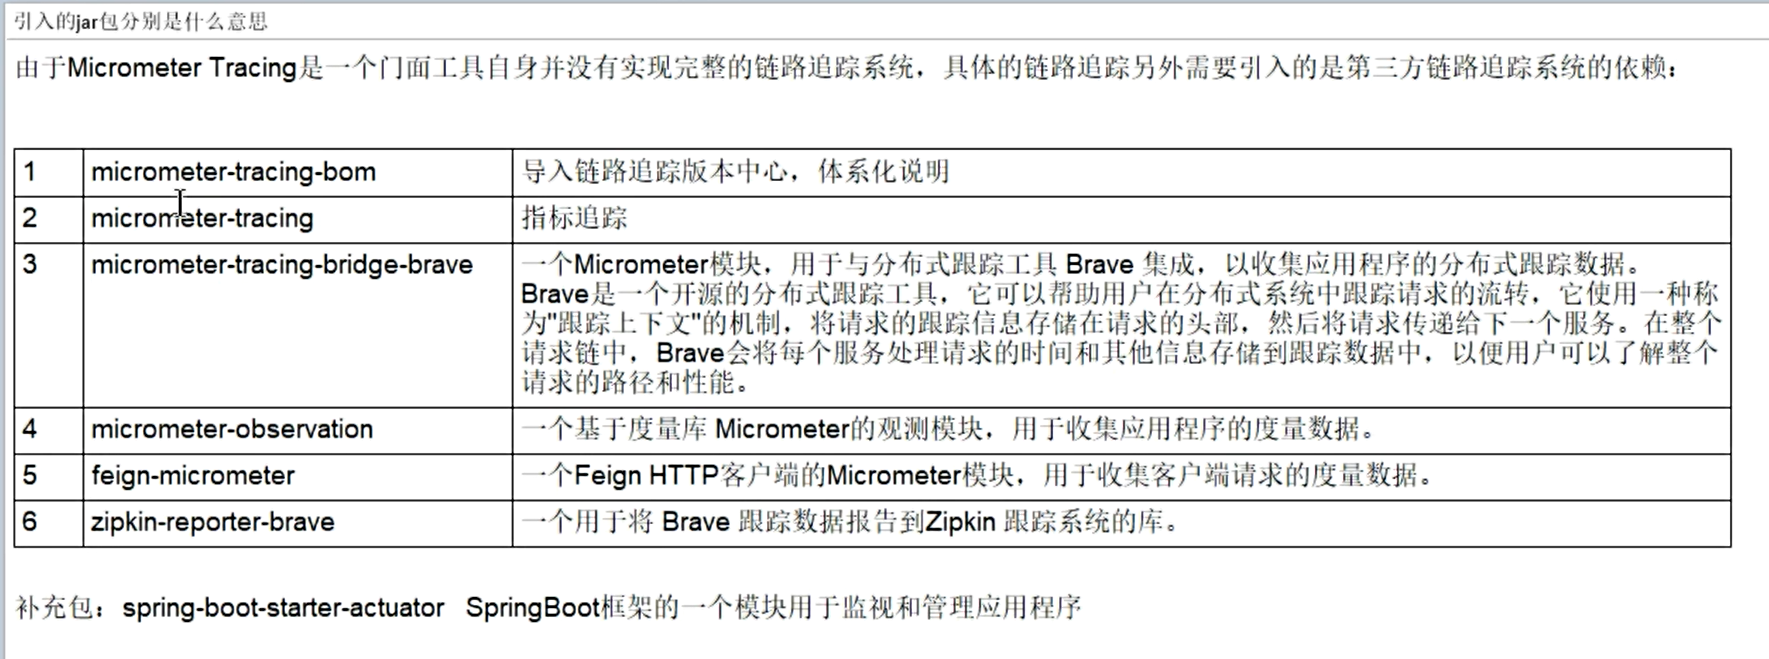 引入的jar包分别是什么意思
由于Micrometer Tracing是一个门面工具自身并没有实现完整的链路追踪系统，具体的链路追踪另外需要引入的是第三方链路追踪系统的依赖：
1 micrometer-tracing-bom 导入链路追踪版本中心，体系化说明
2 micrometer-tracing 指标追踪
3 micrometer-tracing-bridge-brave 一个Micrometer模块，用于与分布式跟踪工具 Brave 集成，以收集应用程序的分布式跟踪数据。
Brave是一个开源的分布式跟踪工具，它可以帮助用户在分布式系统中跟踪请求的流转，它使用一种称
为"跟踪上下文"的机制，将请求的跟踪信息存储在请求的头部，然后将请求传递给下一个服务。在整个
请求链中，Brave会将每个服务处理请求的时间和其他信息存储到跟踪数据中，以便用户可以了解整个
请求的路径和性能。
4 micrometer-observation 一个基于度量库 Micrometer的观测模块，用于收集应用程序的度量数据。
5 feign-micrometer 一个Feign HTTP客户端的Micrometer模块，用于收集客户端请求的度量数据。
6 zipkin-reporter-brave 一个用于将 Brave 跟踪数据报告到Zipkin 跟踪系统的库。
补充包：spring-boot-starter-actuator SpringBoot框架的一个模块用于监视和管理应用程序